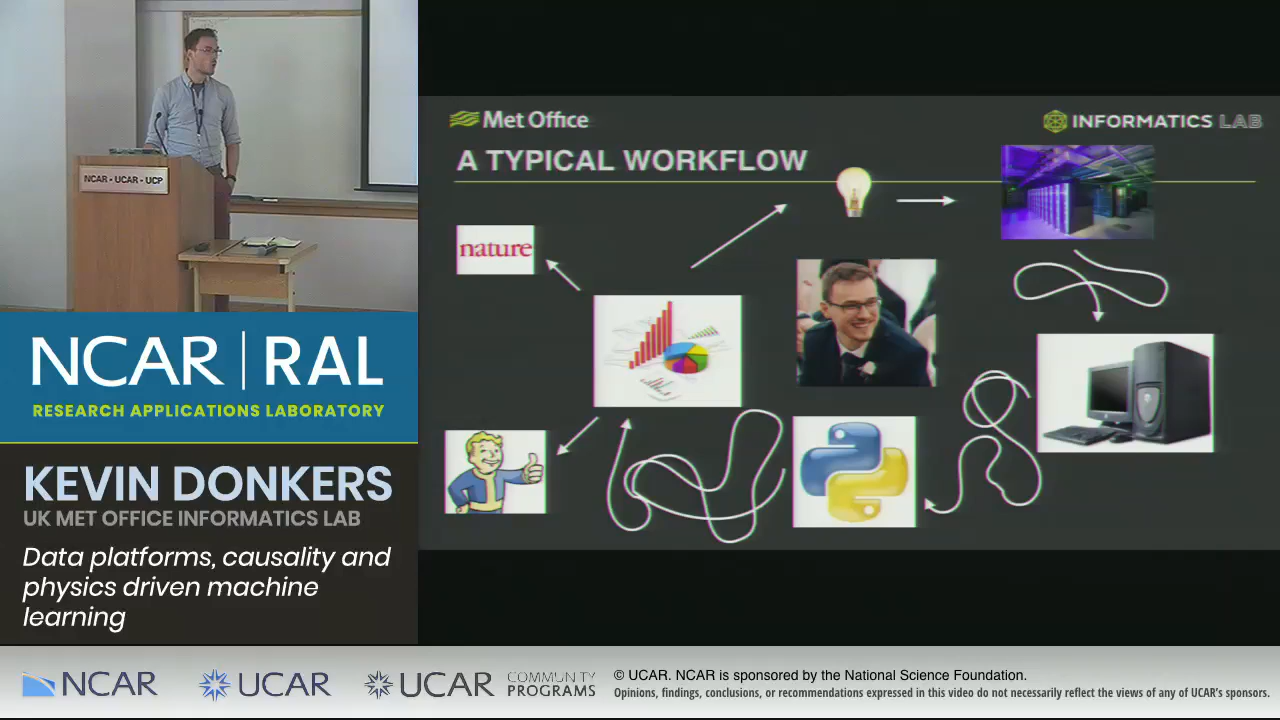 NCAR - UCAR - UCP
NCAR | RAL
RESEARCH APPLICATIONS LABORATORY
KEVIN DONKERS
UK MET OFFICE INFORMATICS LAB
Data platforms, causality and
physics driven machine
learning
Met Office
INFORMATICS LAB
A TYPICAL WORKFLOW
nature
NCAR
UCAR
UCAR
COMMUNITY
PROGRAMS
© UCAR. NCAR is sponsored by the National Science Foundation.
Opinions, findings, conclusions, or recommendations expressed in this video do not necessarily reflect the views of any of UCAR's sponsors.